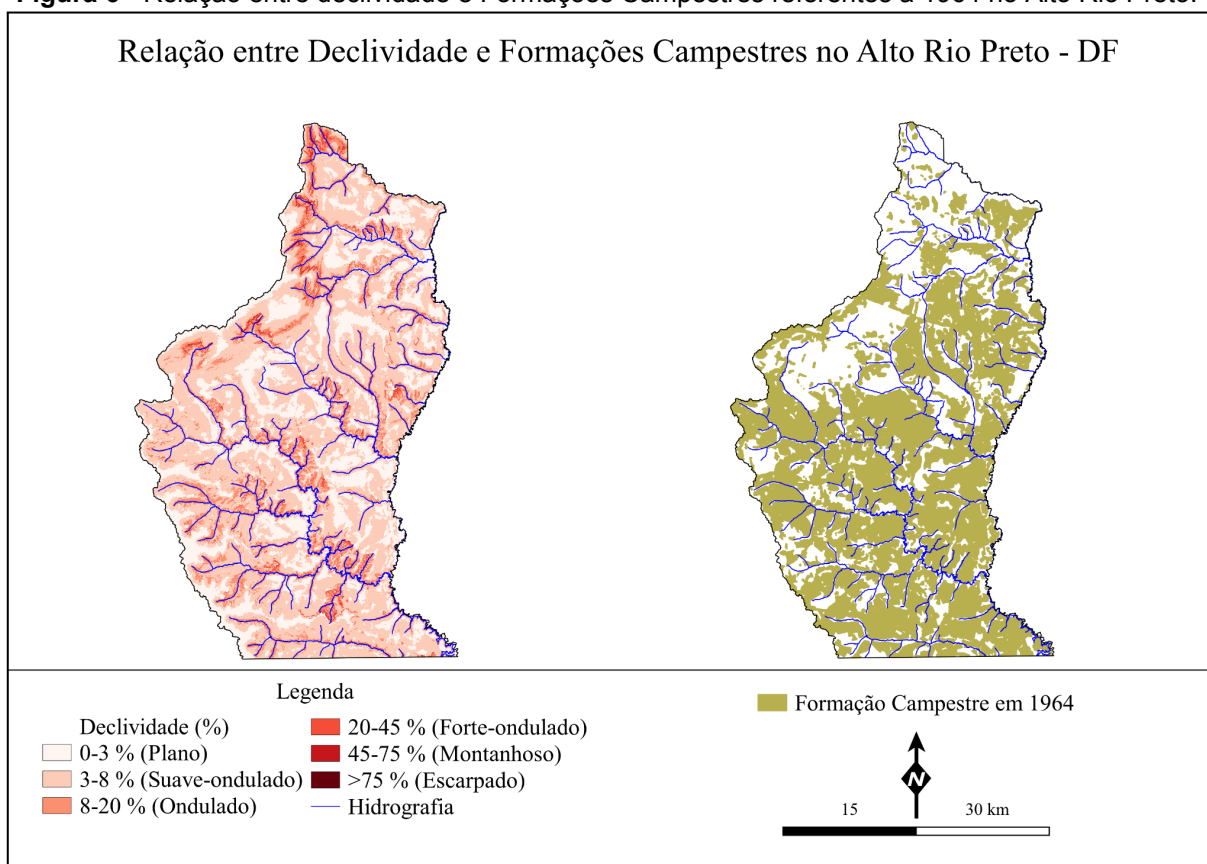 Relação entre Declividade e Formações Campestres no Alto Rio Preto - DF
Legenda
Declividade (%)
0-3 % (Plano)
3-8 % (Suave-ondulado)
8-20 % (Ondulado)
20-45 % (Forte-ondulado)
45-75 % (Montanhoso)
>75 % (Escarpado)
Hidrografia
Formação Campestre em 1964
N
15 30 km